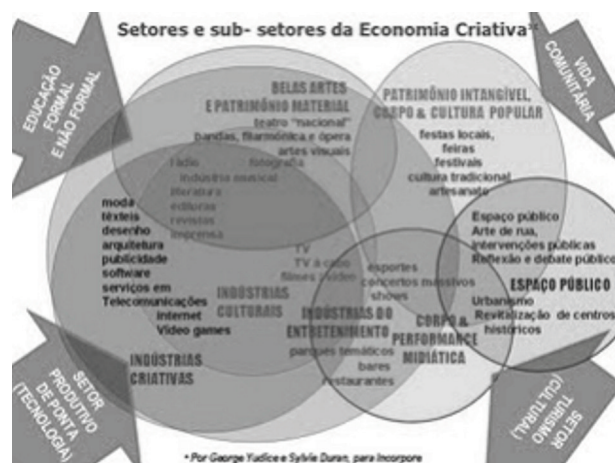 Setores e sub- setores da Economia Criativa*
EDUCAÇÃO
FORMAL
E NÃO FORMAL
VIDA
COMUNITÁRIA
BELAS ARTES
E PATRIMÔNIO MATERIAL
teatro "nacional"
bandas, filarmónica e ópera
artes visuais
PATRIMÔNIO INTANGÍVEL,
CORPO & CULTURA POPULAR
festas locais,
feiras
festivais
cultura tradicional
artesanato
rádio fotografia
indústria musical
literatura
editoras
revistas
imprensa
moda
têxteis
desenho
arquitetura
publicidade
software
serviços em
Telecomunicações
internet
Video games
TV
TV à cabo
filmes / video
INDÚSTRIAS
CULTURAIS
INDÚSTRIAS
CRIATIVAS
esportes
concertos massivos
shows
INDÚSTRIAS DO
ENTRETENIMENTO
parques temáticos
bares
restaurantes
CORPO &
PERFORMANCE
MIDIÁTICA
Espaço público
Arte de rua,
intervenções públicas
Reflexão e debate público
ESPAÇO PÚBLICO
Urbanismo
Revitalização de centros
históricos
SETOR
PRODUTIVO
DE PONTA
(TECNOLOGIA)
SETOR
TURISMO
(CULTURAL)
* Por George Yudice e Sylvie Duran, para Incorpore